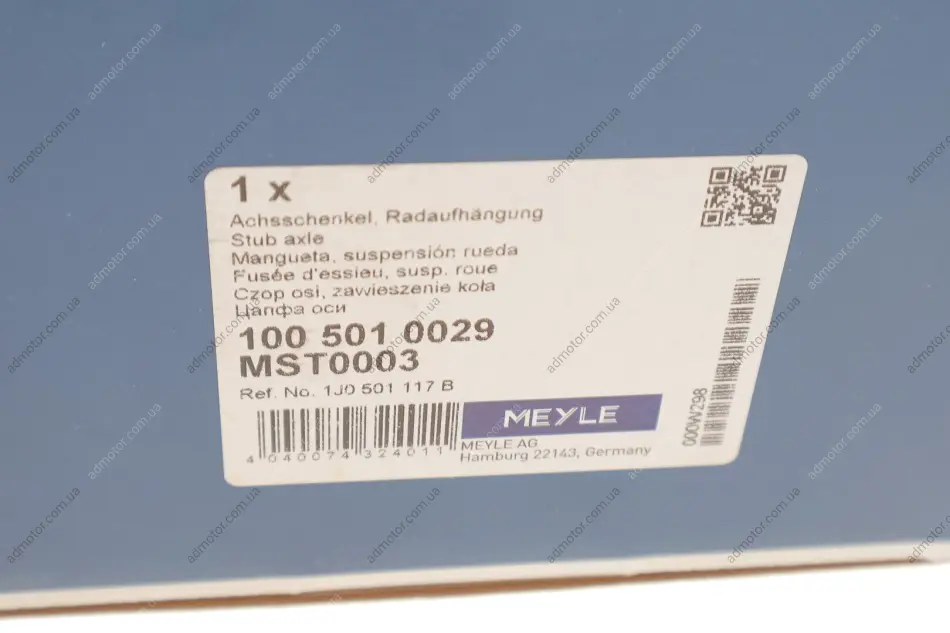 1 x
Achsschenkel, Radaufhängung
Stub axle
Mangueta, suspensión rueda
Fusée d'essieu, susp. roue
Czop osi, zawieszenie koła
Цапфа оси
100 501 0029
MST0003
Ref. No. 1J0 501 117 B
4 040074 324011
MEYLE
MEYLE AG
Hamburg 22143, Germany
000W298
admotor.com.ua